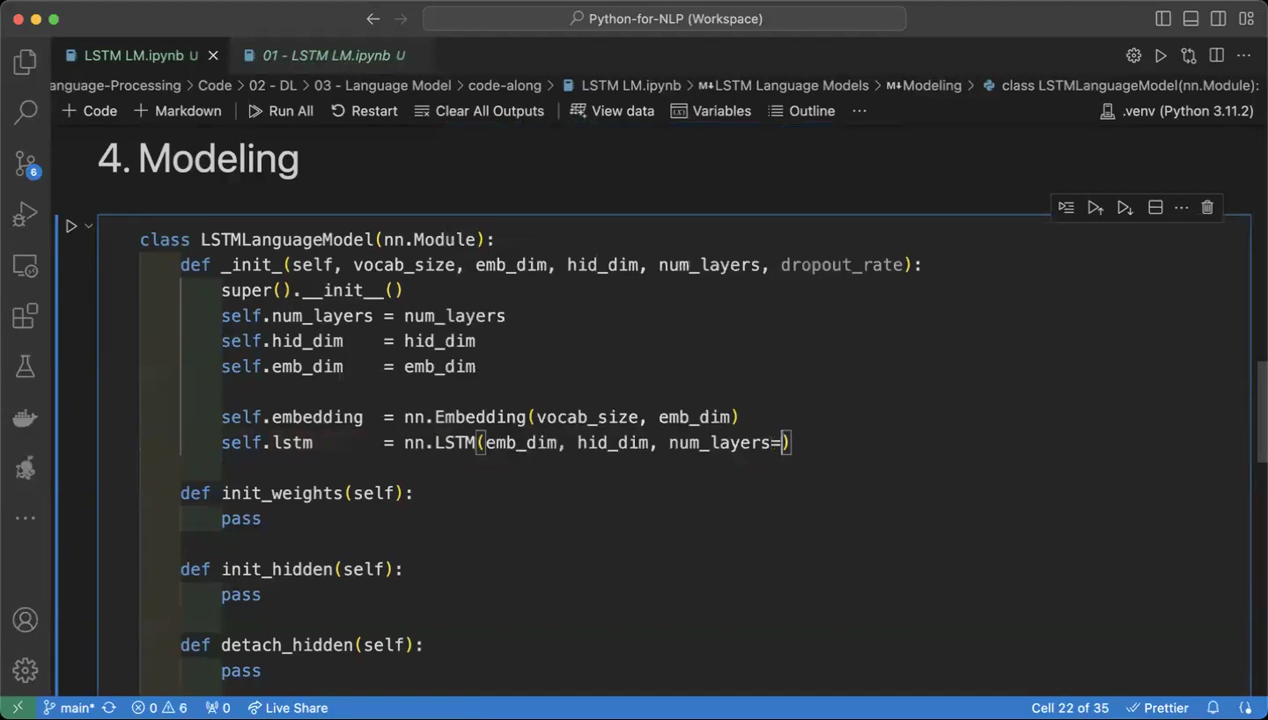 Python-for-NLP (Workspace)
LSTM LM.ipynb U
01 - LSTM LM.ipynb U
anguage-Processing > Code > 02 - DL > 03 - Language Model > code-along > LSTM LM.ipynb > LSTM Language Models > Modeling > class LSTMLanguageModel(nn.Module):
+ Code + Markdown Run All Restart Clear All Outputs View data Variables Outline ··· .venv (Python 3.11.2)
4. Modeling
class LSTMLanguageModel(nn.Module):
def _init_(self, vocab_size, emb_dim, hid_dim, num_layers, dropout_rate):
super().__init__()
self.num_layers = num_layers
self.hid_dim = hid_dim
self.emb_dim = emb_dim
self.embedding = nn.Embedding(vocab_size, emb_dim)
self.lstm = nn.LSTM(emb_dim, hid_dim, num_layers=)
def init_weights(self):
pass
def init_hidden(self):
pass
def detach_hidden(self):
pass
6
main* 0 6 0 Live Share Cell 22 of 35 Prettier